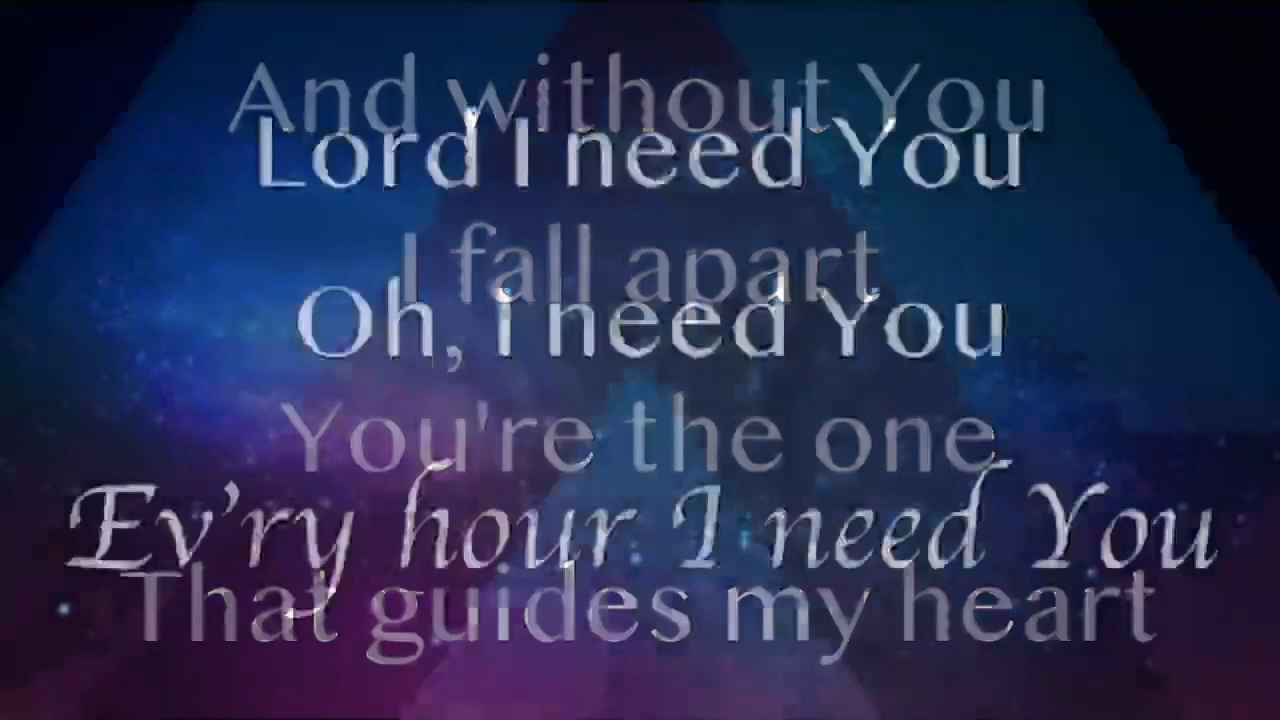 And without You
Lord I need You
I fall apart
Oh, I need You
You're the one
Ev'ry hour I need You
That guides my heart